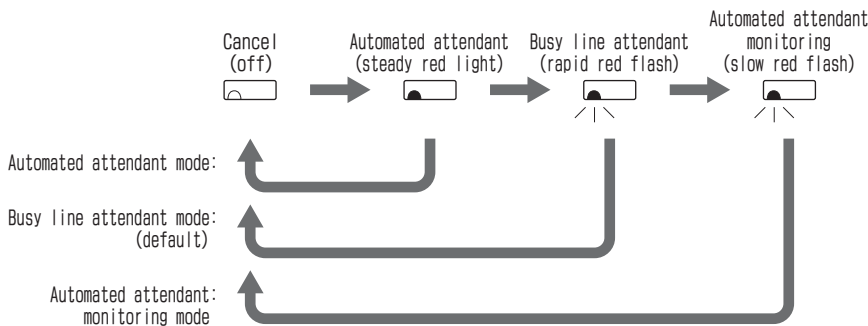 Cancel
(off)
Automated attendant
(steady red light)
Busy line attendant
(rapid red flash)
Automated attendant
monitoring
(slow red flash)
Automated attendant mode:
Busy line attendant mode:
(default)
Automated attendant:
monitoring mode